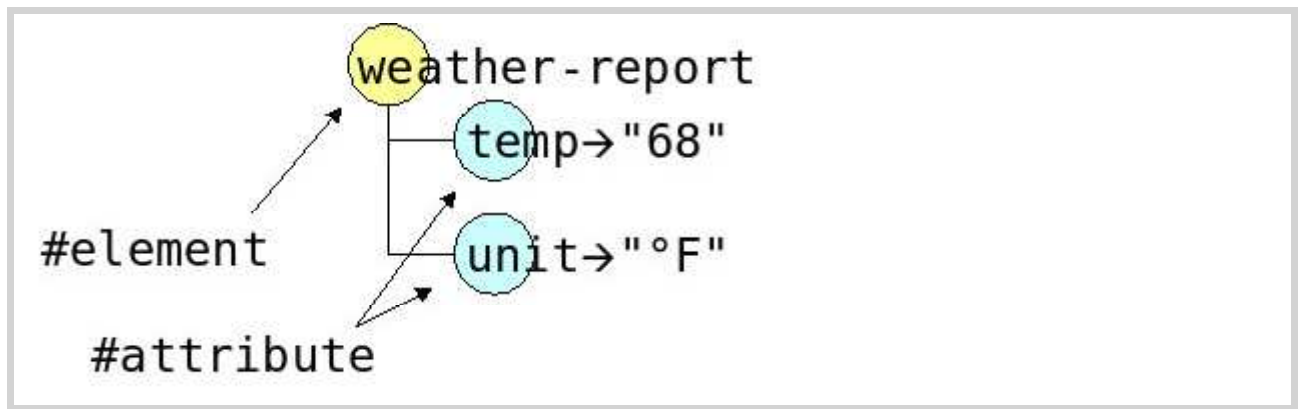 weather-report
temp→"68"
#element
unit→"°F"
#attribute